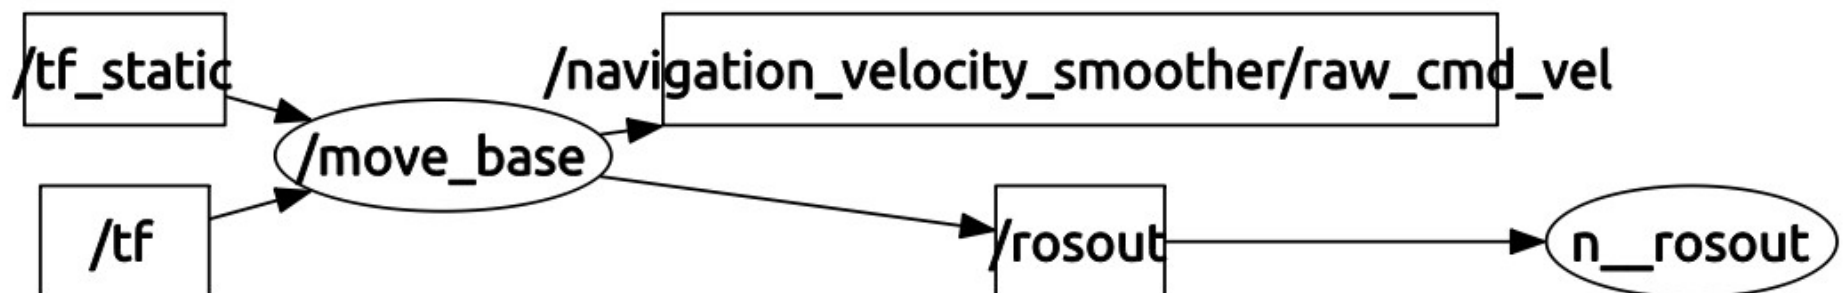 /tf_static
/navigation_velocity_smoother/raw_cmd_vel
/move_base
/tf
/rosout
n__rosout